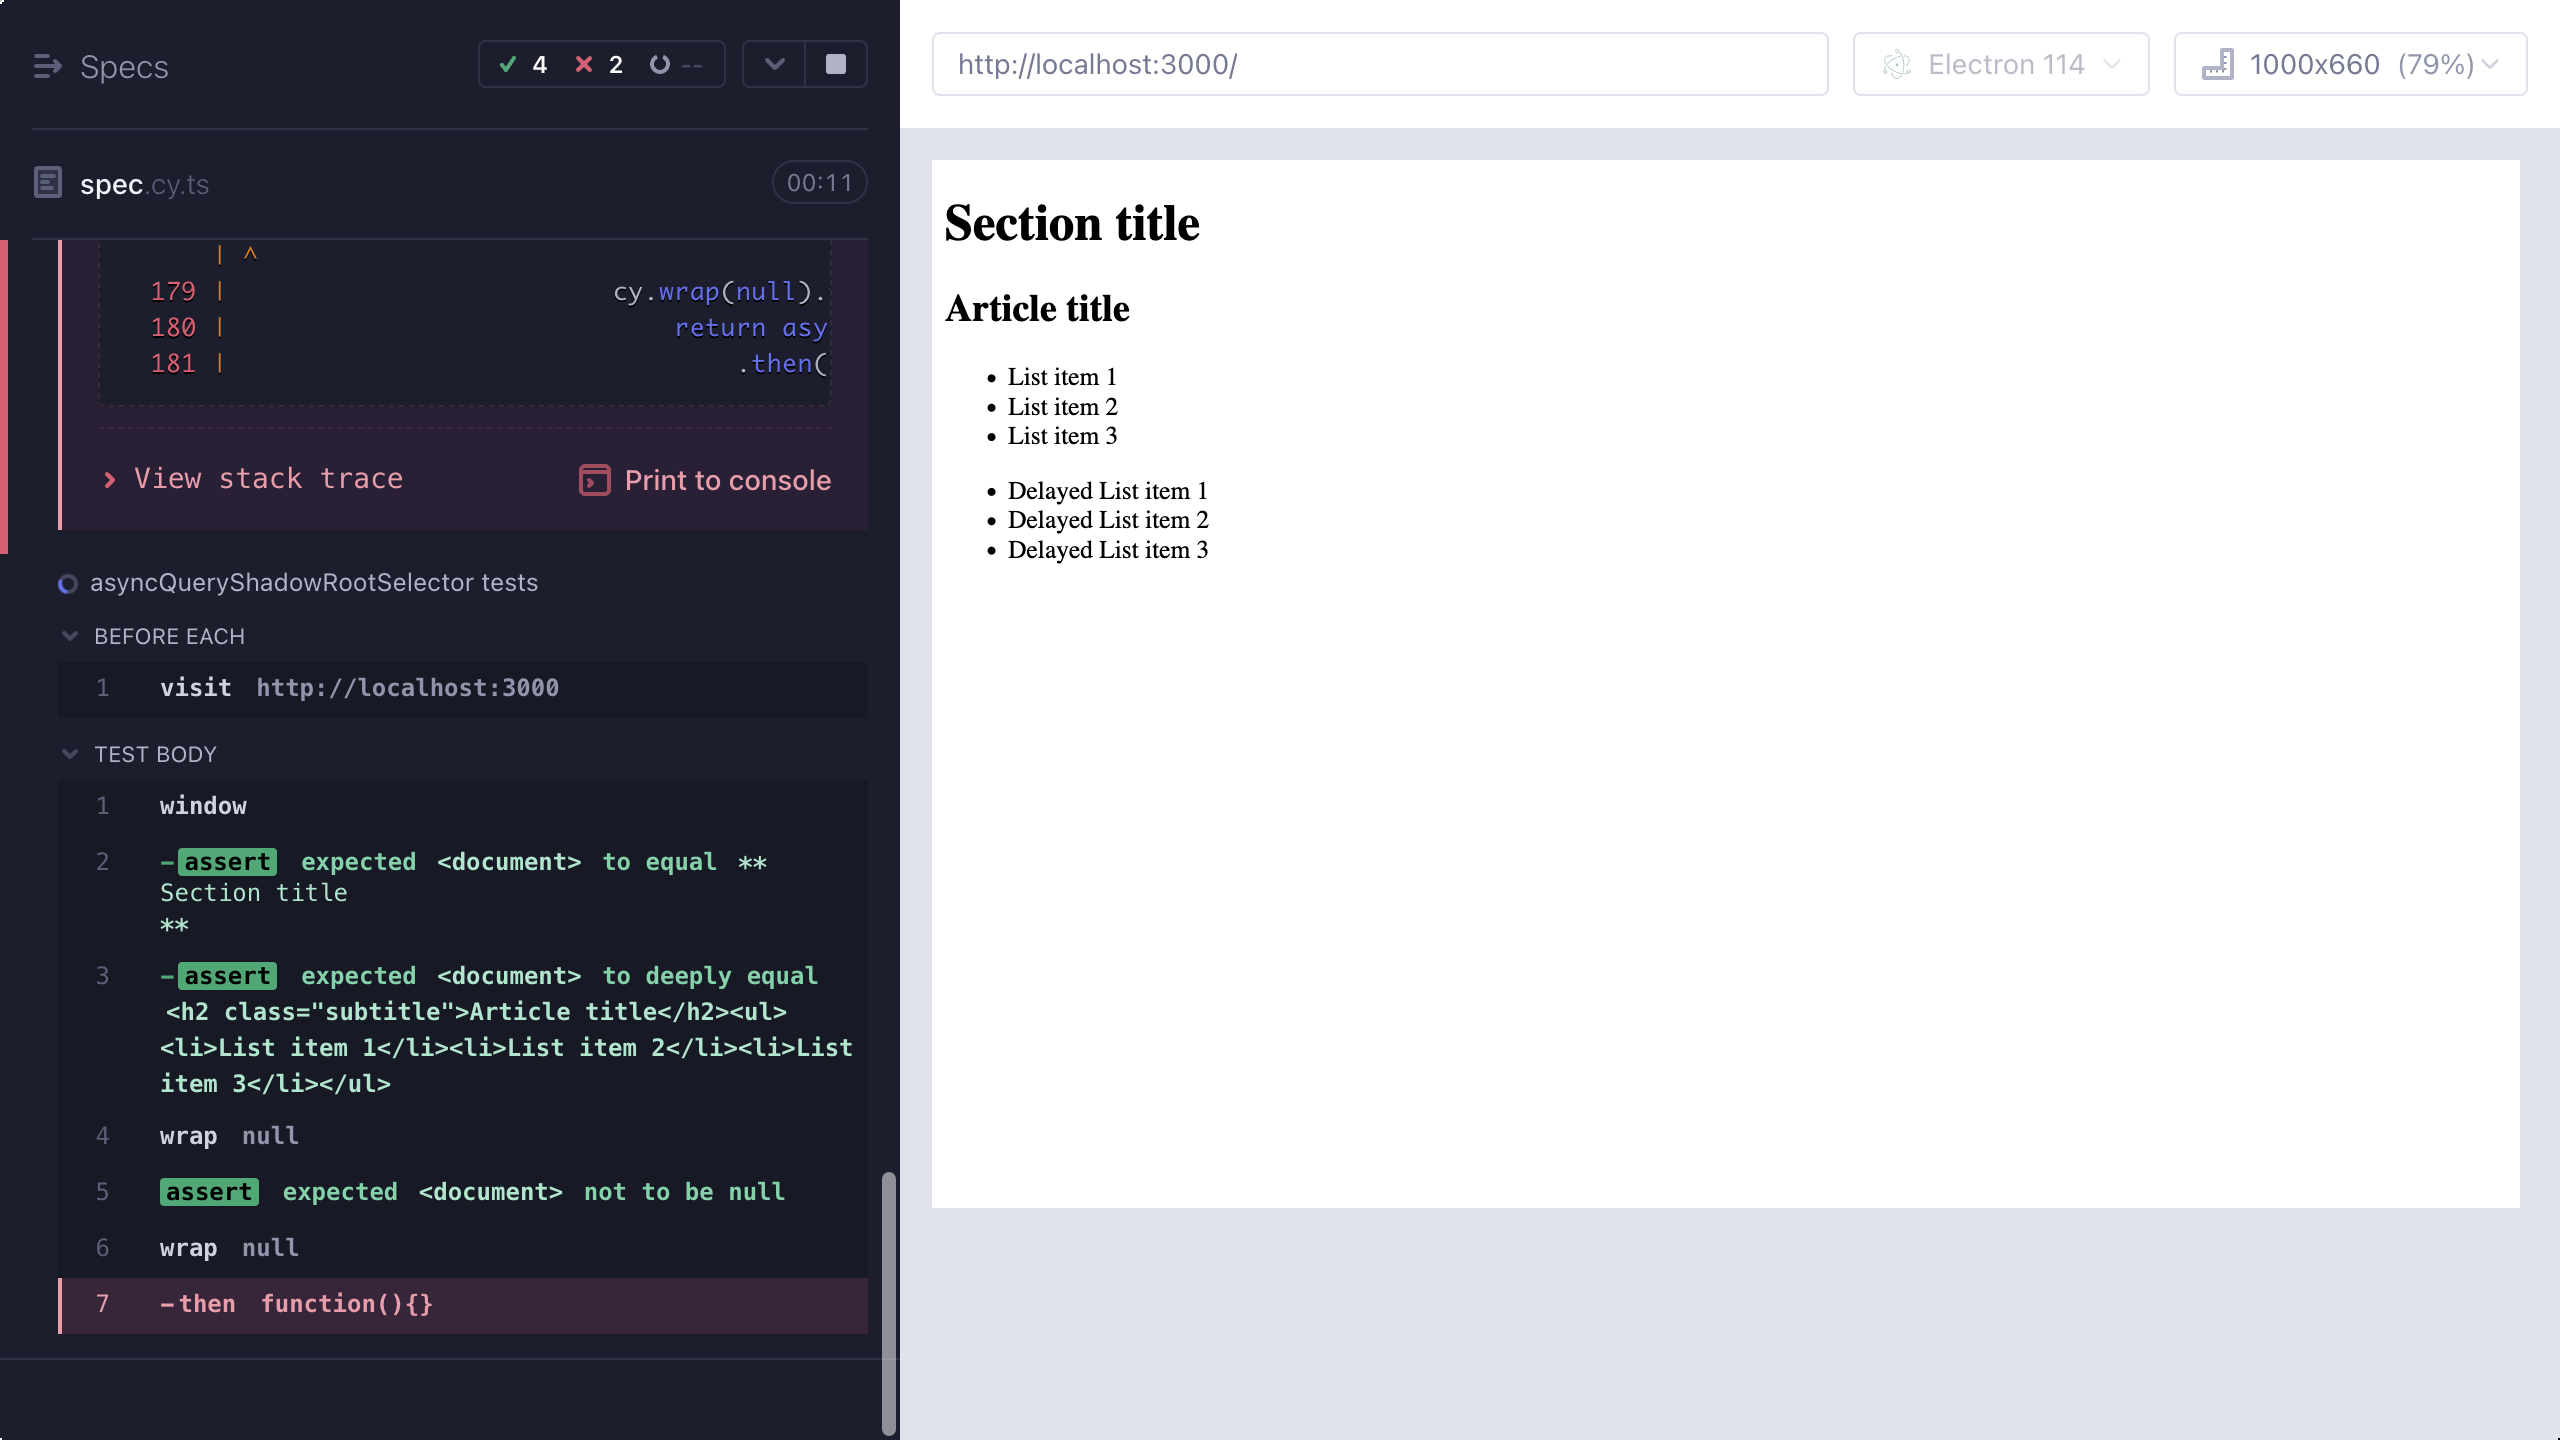 Specs
4 2 --
spec.cy.ts
00:11
| ^
179 | cy.wrap(null).
180 | return asy
181 | .then(
View stack trace
Print to console
asyncQueryShadowRootSelector tests
BEFORE EACH
1 visit http://localhost:3000
TEST BODY
1 window
2 -assert expected <document> to equal **
Section title
**
3 -assert expected <document> to deeply equal
<h2 class="subtitle">Article title</h2><ul>
<li>List item 1</li><li>List item 2</li><li>List
item 3</li></ul>
4 wrap null
5 assert expected <document> not to be null
6 wrap null
7 -then function(){}
http://localhost:3000/
Electron 114
1000x660 (79%)
Section title
Article title
• List item 1
• List item 2
• List item 3
• Delayed List item 1
• Delayed List item 2
• Delayed List item 3